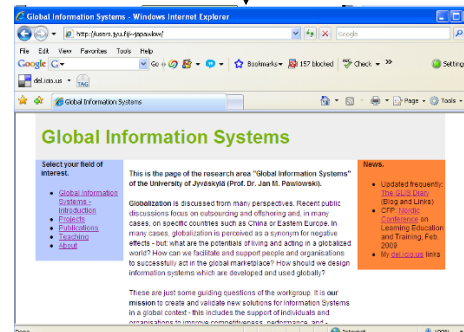 Global Information Systems - Windows Internet Explorer
http://users.jyu.fi/~japawlow/
Google
File Edit View Favorites Tools Help
Google G
Go
Bookmarks
157 blocked
Check
Setting
del.icio.us
TAG
Global Information Systems
Page
Tools
Global Information Systems
Select your field of
interest.
Global Information
Systems -
Introduction
Projects
Publications
Teaching
About
This is the page of the research area "Global Information Systems"
of the University of Jyväskylä (Prof. Dr. Jan M. Pawlowski).
Globalization is discussed from many perspectives. Recent public
discussions focus on outsourcing and offshoring and, in many
cases, on specific countries such as China or Eastern Europe. In
many cases, globalization is perceived as a synonym for negative
effects - but: what are the potentials of living and acting in a globalized
world? How can we facilitate and support people and organisations
to successfully act in the global marketplace? How should we design
information systems which are developed and used globally?
These are just some guiding questions of the workgroup. It is our
mission to create and validate new solutions for Information Systems
in a global context - this includes the support of individuals and
organisations to improve competitiveness, performance, and -
News.
Updated frequently:
The GLIS Diary
(Blog and Links)
CFP: Nordic
Conference on
Learning Education
and Training, Feb.
2009
My del.icio.us links
Done
Internet
100%